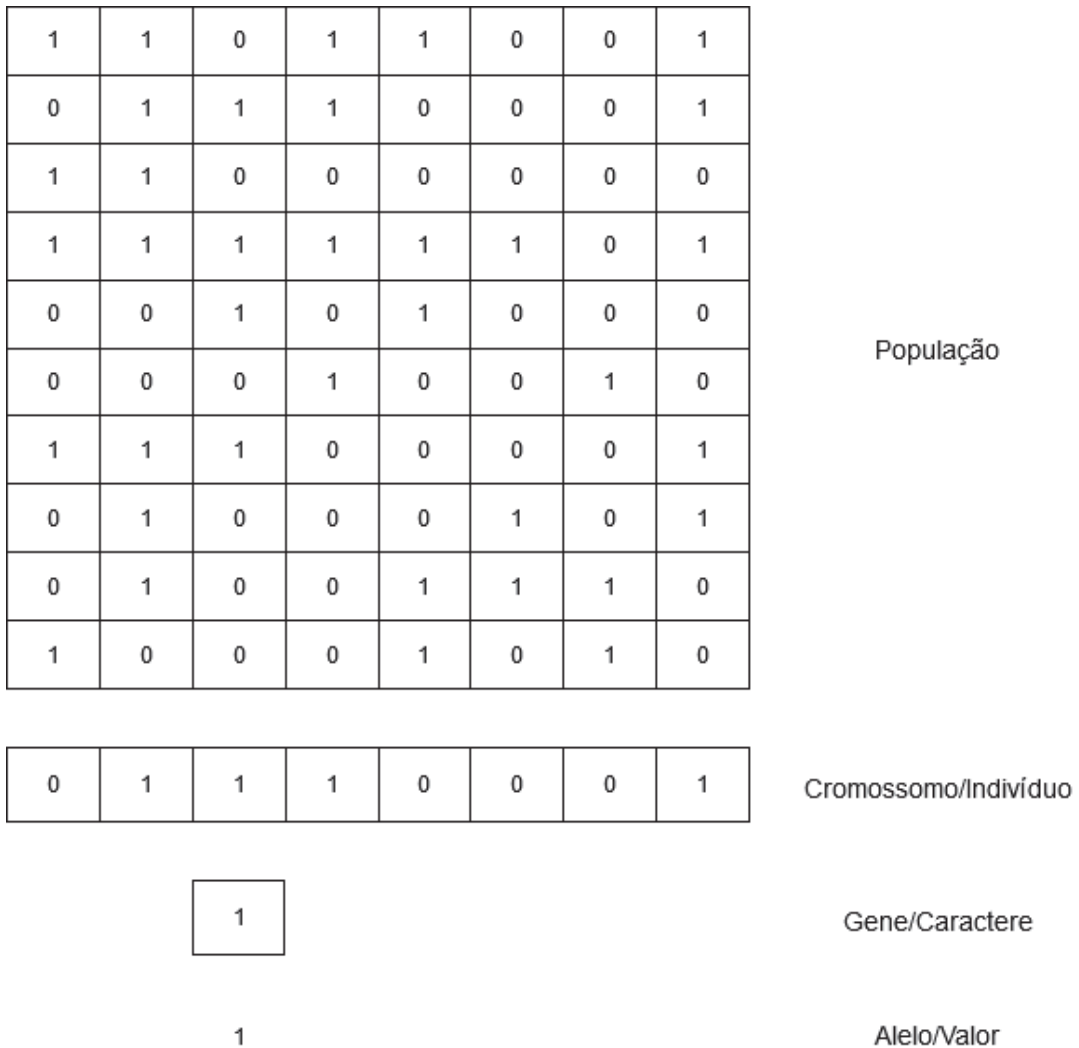 1 1 0 1 1 0 0 1
0 1 1 1 0 0 0 1
1 1 0 0 0 0 0 0
1 1 1 1 1 1 0 1
0 0 1 0 1 0 0 0
População
0 0 0 1 0 0 1 0
1 1 1 0 0 0 0 1
0 1 0 0 0 1 0 1
0 1 0 0 1 1 1 0
1 0 0 0 1 0 1 0
0 1 1 1 0 0 0 1 Cromossomo/Indivíduo
1 Gene/Caractere
1 Alelo/Valor